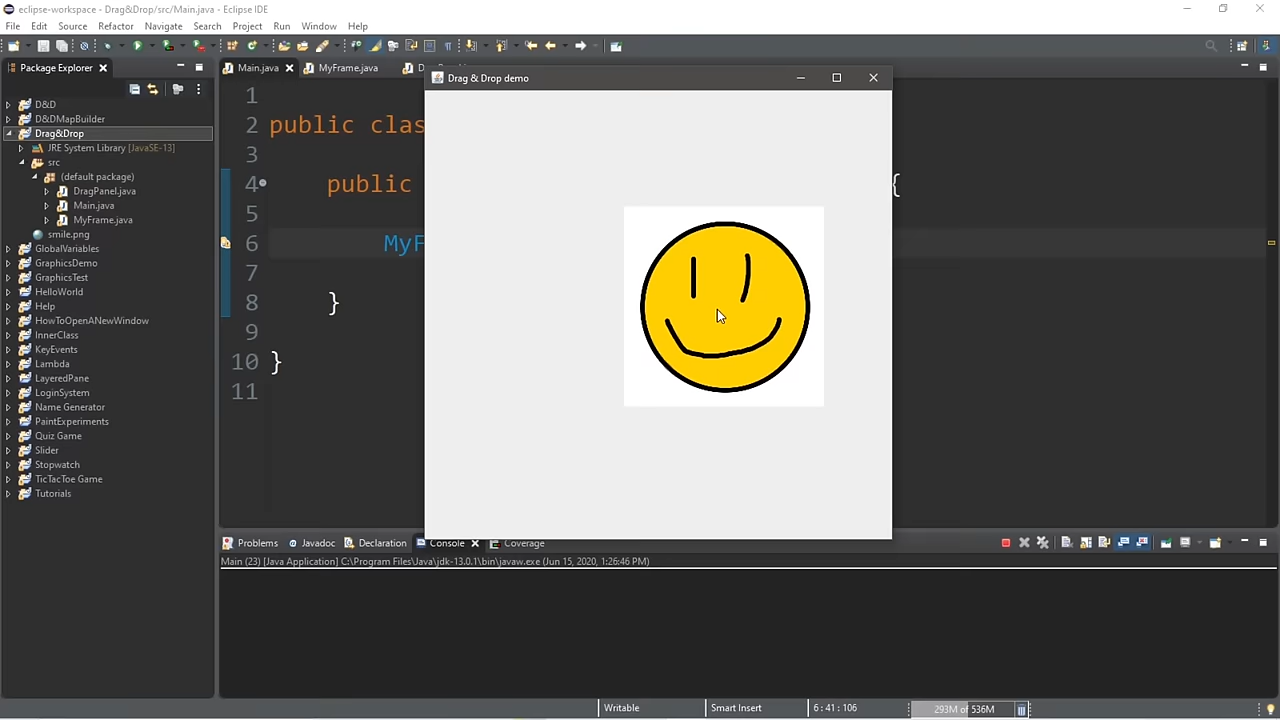 eclipse-workspace - Drag&Drop/src/Main.java - Eclipse IDE
File Edit Source Refactor Navigate Search Project Run Window Help
Package Explorer
Main.java
MyFrame.java
D
Drag & Drop demo
D&D
D&DMapBuilder
Drag&Drop
JRE System Library [JavaSE-13]
src
(default package)
DragPanel.java
Main.java
MyFrame.java
smile.png
GlobalVariables
GraphicsDemo
GraphicsTest
HelloWorld
Help
HowToOpenANewWindow
InnerClass
KeyEvents
Lambda
LayeredPane
LoginSystem
Name Generator
PaintExperiments
Quiz Game
Slider
Stopwatch
TicTacToe Game
Tutorials
1
2 public clas
3
4 public {
5
6 MyF
7
8 }
9
10 }
11
Problems Javadoc Declaration Console Coverage
Main (23) [Java Application] C:\Program Files\Java\jdk-13.0.1\bin\javaw.exe (Jun 15, 2020, 1:26:46 PM)
Writable Smart Insert 6 : 41 : 106 293M of 536M